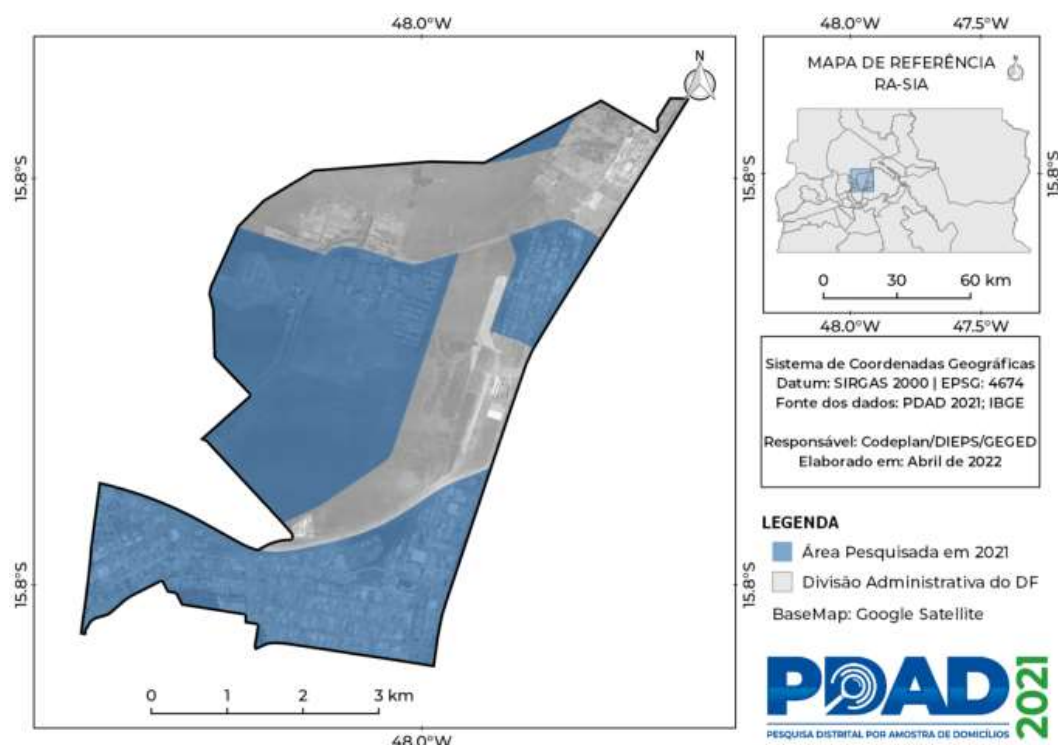 48.0°W
48.0°W
47.5°W
N
MAPA DE REFERÊNCIA
RA-SIA
15.8°S
15.8°S
15.8°S
0
30
60 km
48.0°W
47.5°W
Sistema de Coordenadas Geográficas
Datum: SIRGAS 2000 | EPSG: 4674
Fonte dos dados: PDAD 2021; IBGE
Responsável: Codeplan/DIEPS/GEGED
Elaborado em: Abril de 2022
LEGENDA
Área Pesquisada em 2021
Divisão Administrativa do DF
BaseMap: Google Satellite
15.8°S
15.8°S
0
1
2
3 km
48.0°W
PDAD 2021
PESQUISA DISTRITAL POR AMOSTRA DE DOMICÍLIOS